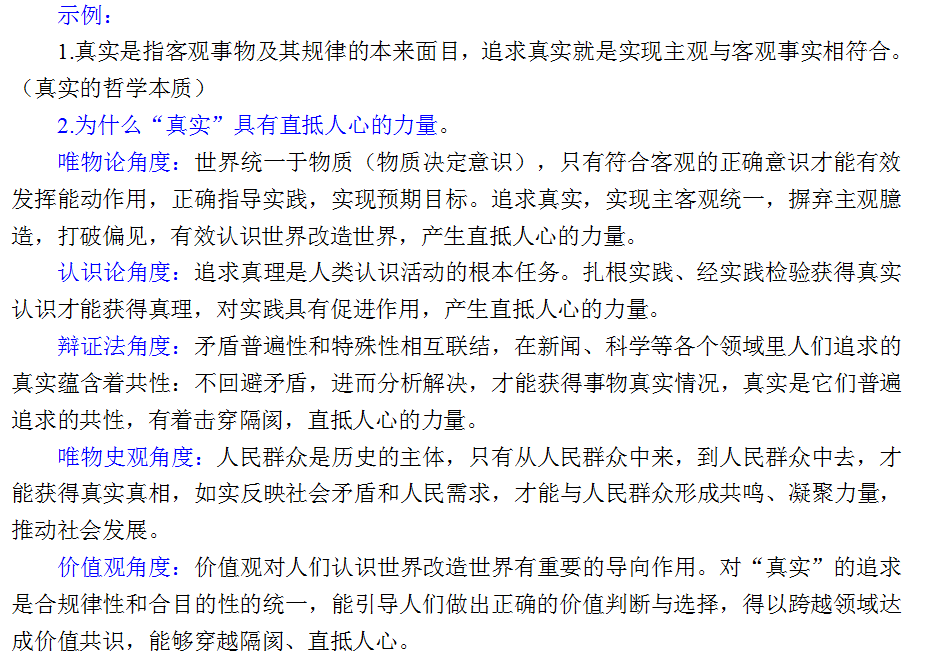 示例：
1.真实是指客观事物及其规律的本来面目，追求真实就是实现主观与客观事实相符合。
（真实的哲学本质）
2.为什么“真实”具有直抵人心的力量。
唯物论角度：世界统一于物质（物质决定意识），只有符合客观的正确意识才能有效
发挥能动作用，正确指导实践，实现预期目标。追求真实，实现主客观统一，摒弃主观臆
造，打破偏见，有效认识世界改造世界，产生直抵人心的力量。
认识论角度：追求真理是人类认识活动的根本任务。扎根实践、经实践检验获得真实
认识才能获得真理，对实践具有促进作用，产生直抵人心的力量。
辩证法角度：矛盾普遍性和特殊性相互联结，在新闻、科学等各个领域里人们追求的
真实蕴含着共性：不回避矛盾，进而分析解决，才能获得事物真实情况，真实是它们普遍
追求的共性，有着击穿隔阂，直抵人心的力量。
唯物史观角度：人民群众是历史的主体，只有从人民群众中来，到人民群众中去，才
能获得真实真相，如实反映社会矛盾和人民需求，才能与人民群众形成共鸣、凝聚力量，
推动社会发展。
价值观角度：价值观对人们认识世界改造世界有重要的导向作用。对“真实”的追求
是合规律性和合目的性的统一，能引导人们做出正确的价值判断与选择，得以跨越领域达
成价值共识，能够穿越隔阂、直抵人心。